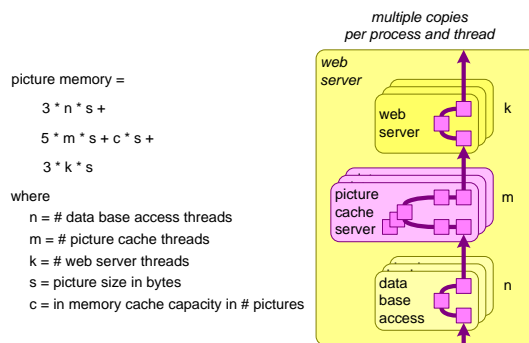 multiple copies
per process and thread
picture memory =
3 * n * s +
5 * m * s + c * s +
3 * k * s
where
n = # data base access threads
m = # picture cache threads
k = # web server threads
s = picture size in bytes
c = in memory cache capacity in # pictures
web
server
web
server
k
picture
cache
server
m
data
base
access
n